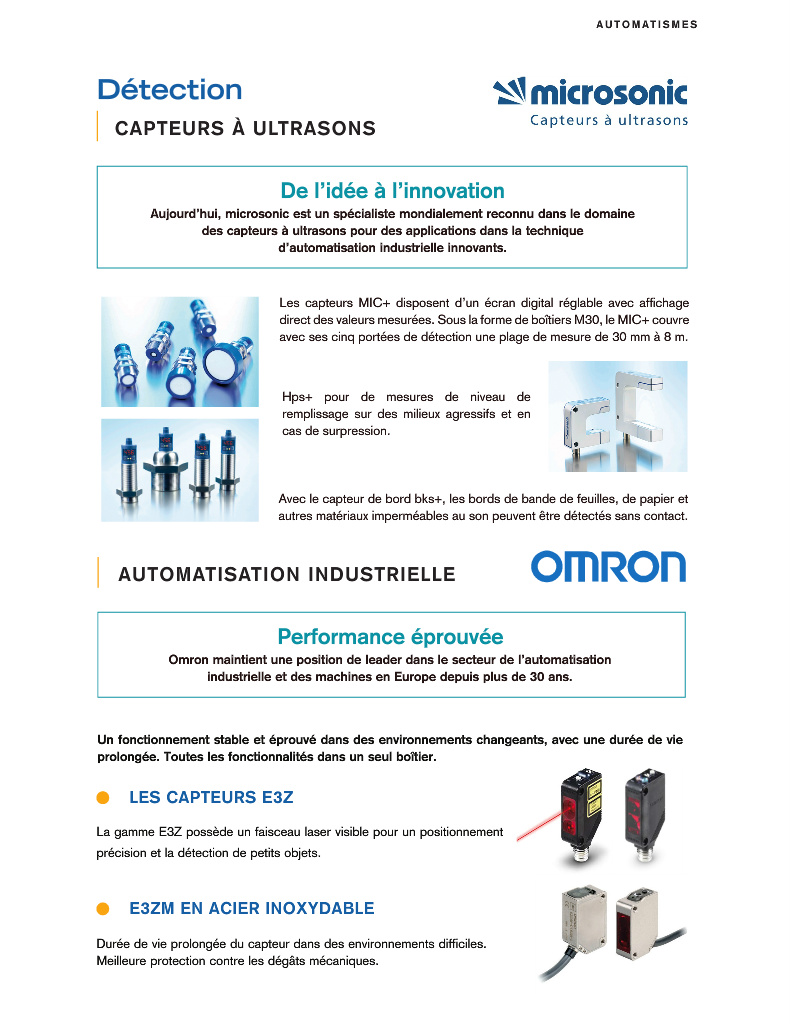 AUTOMATISMES
Détection
microsonic
Capteurs à ultrasons
CAPTEURS À ULTRASONS
De l'idée à l'innovation
Aujourd'hui, microsonic est un spécialiste mondialement reconnu dans le domaine
des capteurs à ultrasons pour des applications dans la technique
d'automatisation industrielle innovants.
Les capteurs MIC+ disposent d'un écran digital réglable avec affichage
direct des valeurs mesurées. Sous la forme de boîtiers M30, le MIC+ couvre
avec ses cinq portées de détection une plage de mesure de 30 mm à 8 m.
Hps+ pour de mesures de niveau de
remplissage sur des milieux agressifs et en
cas de surpression.
Avec le capteur de bord bks+, les bords de bande de feuilles, de papier et
autres matériaux imperméables au son peuvent être détectés sans contact.
AUTOMATISATION INDUSTRIELLE
OMRON
Performance éprouvée
Omron maintient une position de leader dans le secteur de l'automatisation
industrielle et des machines en Europe depuis plus de 30 ans.
Un fonctionnement stable et éprouvé dans des environnements changeants, avec une durée de vie
prolongée. Toutes les fonctionnalités dans un seul boîtier.
LES CAPTEURS E3Z
La gamme E3Z possède un faisceau laser visible pour un positionnement
précision et la détection de petits objets.
E3ZM EN ACIER INOXYDABLE
Durée de vie prolongée du capteur dans des environnements difficiles.
Meilleure protection contre les dégâts mécaniques.